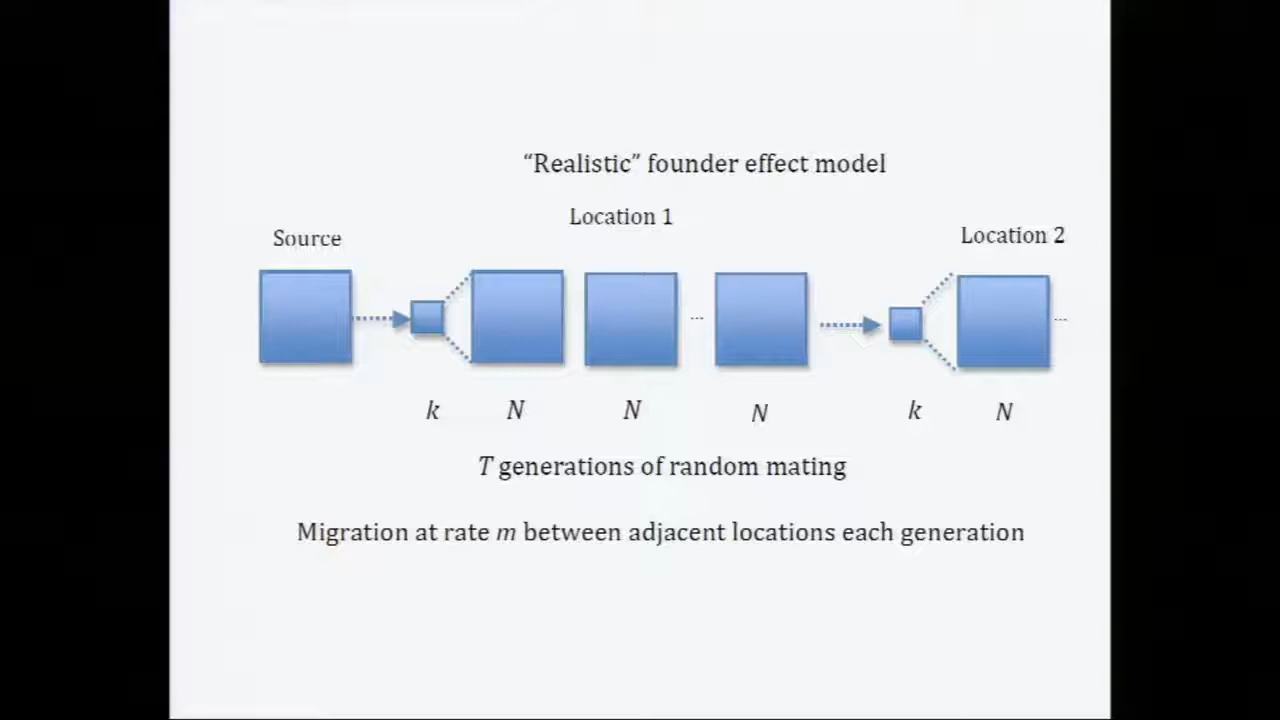 “Realistic” founder effect model
Location 1
Source
Location 2
...
...
k N N N k N
T generations of random mating
Migration at rate m between adjacent locations each generation